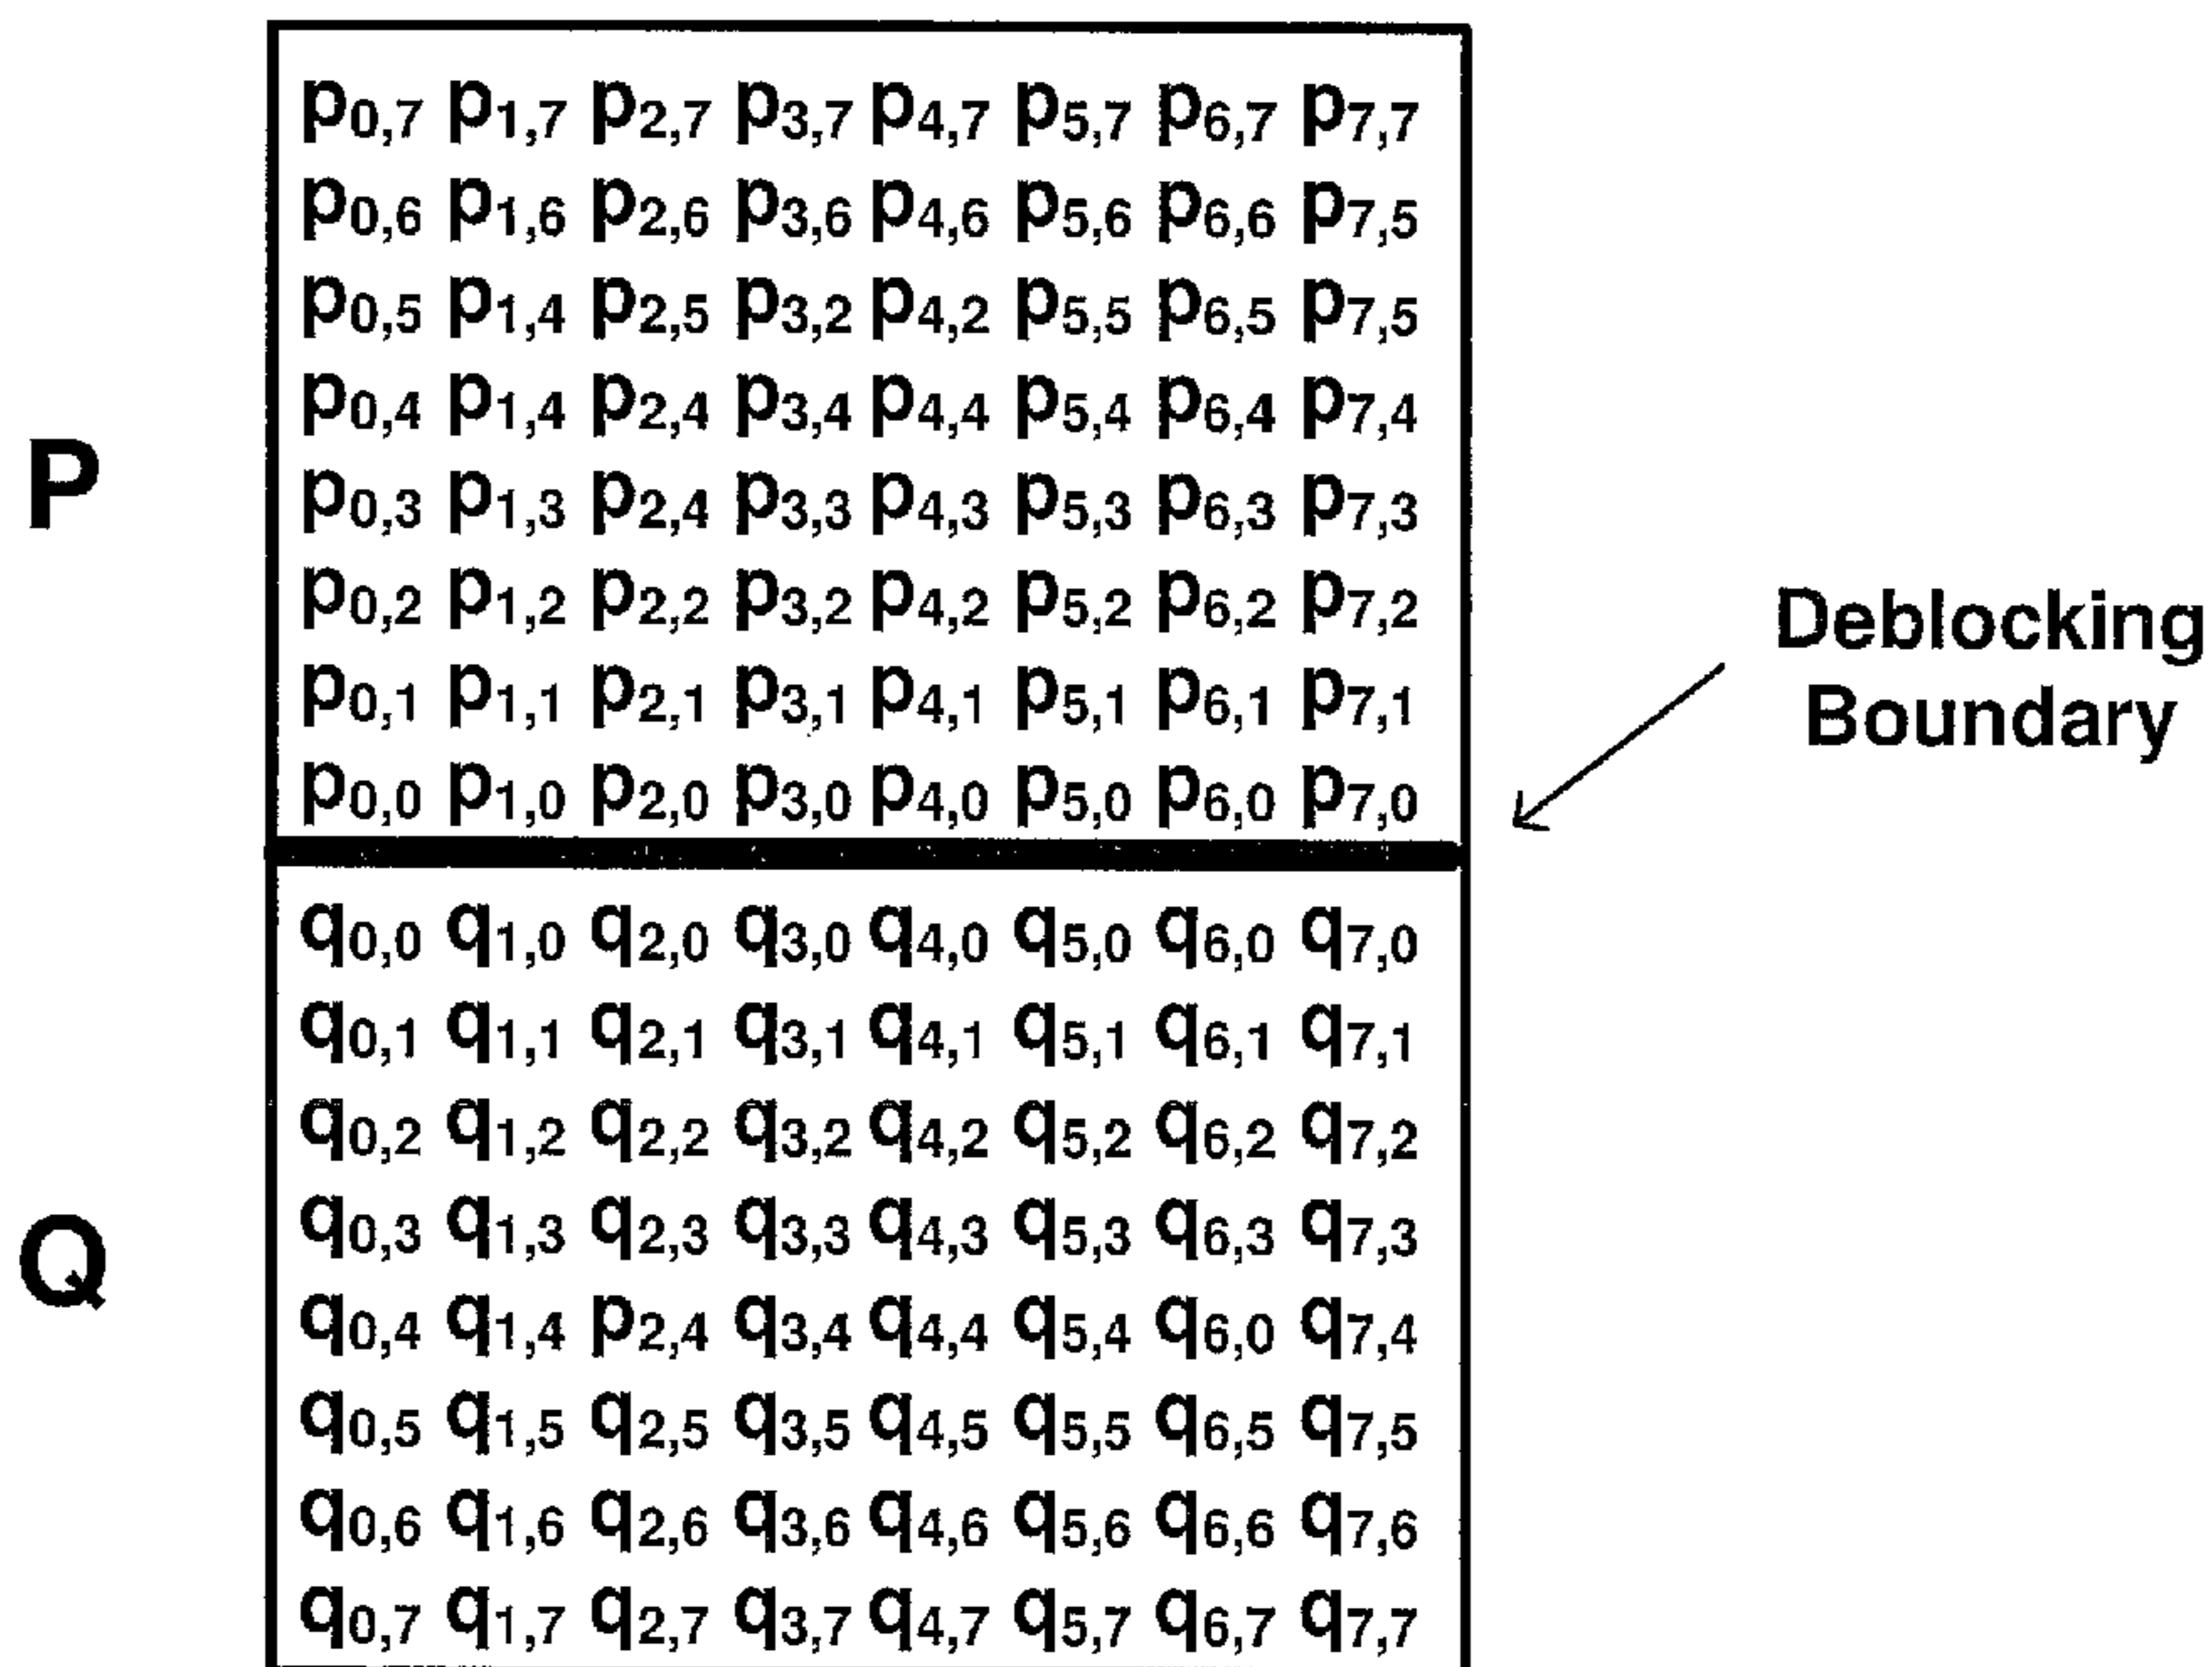 p0,7 p1,7 p2,7 p3,7 p4,7 p5,7 p6,7 p7,7
p0,6 p1,6 p2,6 p3,6 p4,6 p5,6 p6,6 p7,5
p0,5 p1,4 p2,5 p3,2 p4,2 p5,5 p6,5 p7,5
p0,4 p1,4 p2,4 p3,4 p4,4 p5,4 p6,4 p7,4
P
p0,3 p1,3 p2,4 p3,3 p4,3 p5,3 p6,3 p7,3
p0,2 p1,2 p2,2 p3,2 p4,2 p5,2 p6,2 p7,2
p0,1 p1,1 p2,1 p3,1 p4,1 p5,1 p6,1 p7,1
p0,0 p1,0 p2,0 p3,0 p4,0 p5,0 p6,0 p7,0
Deblocking
Boundary
q0,0 q1,0 q2,0 q3,0 q4,0 q5,0 q6,0 q7,0
q0,1 q1,1 q2,1 q3,1 q4,1 q5,1 q6,1 q7,1
q0,2 q1,2 q2,2 q3,2 q4,2 q5,2 q6,2 q7,2
q0,3 q1,3 q2,3 q3,3 q4,3 q5,3 q6,3 q7,3
Q
q0,4 q1,4 p2,4 q3,4 q4,4 q5,4 q6,0 q7,4
q0,5 q1,5 q2,5 q3,5 q4,5 q5,5 q6,5 q7,5
q0,6 q1,6 q2,6 q3,6 q4,6 q5,6 q6,6 q7,6
q0,7 q1,7 q2,7 q3,7 q4,7 q5,7 q6,7 q7,7